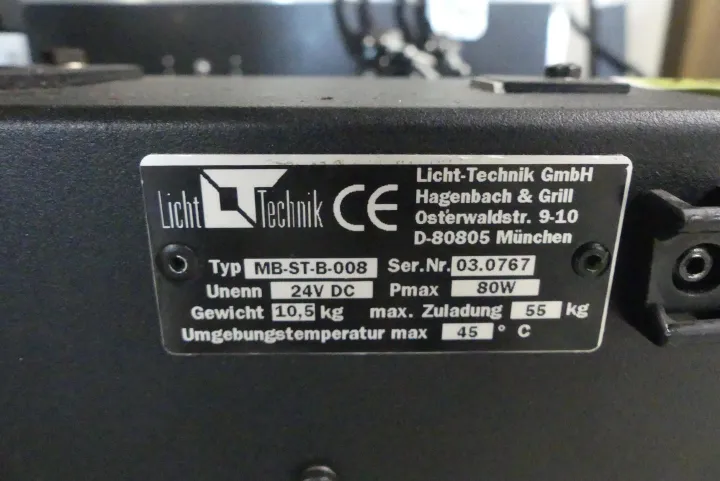 Licht LT Technik CE
Licht-Technik GmbH
Hagenbach & Grill
Osterwaldstr. 9-10
D-80805 München
Typ MB-ST-B-008 Ser.Nr. 03.0767
Unenn 24V DC Pmax 80W
Gewicht 10,5 kg max. Zuladung 55 kg
Umgebungstemperatur max 45 ° C